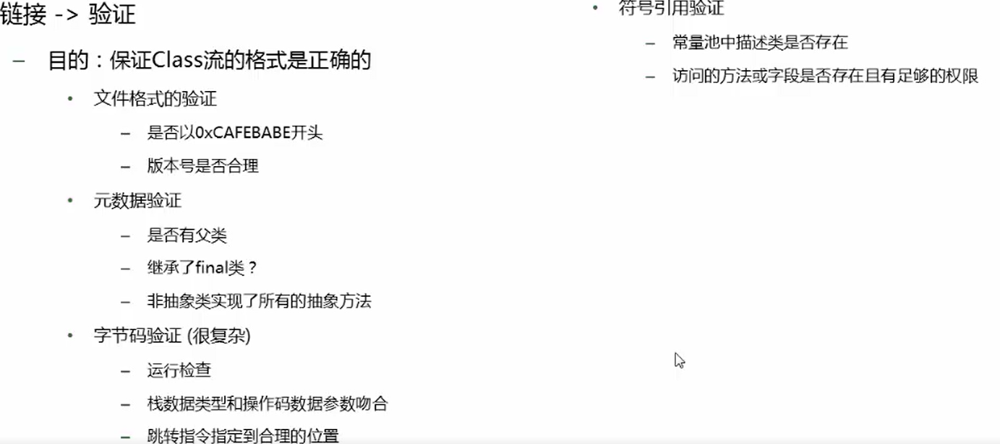 链接 -> 验证
– 目的：保证Class流的格式是正确的
• 文件格式的验证
– 是否以0xCAFEBABE开头
– 版本号是否合理
• 元数据验证
– 是否有父类
– 继承了final类？
– 非抽象类实现了所有的抽象方法
• 字节码验证 (很复杂)
– 运行检查
– 栈数据类型和操作码数据参数吻合
– 跳转指令指定到合理的位置
• 符号引用验证
– 常量池中描述类是否存在
– 访问的方法或字段是否存在且有足够的权限